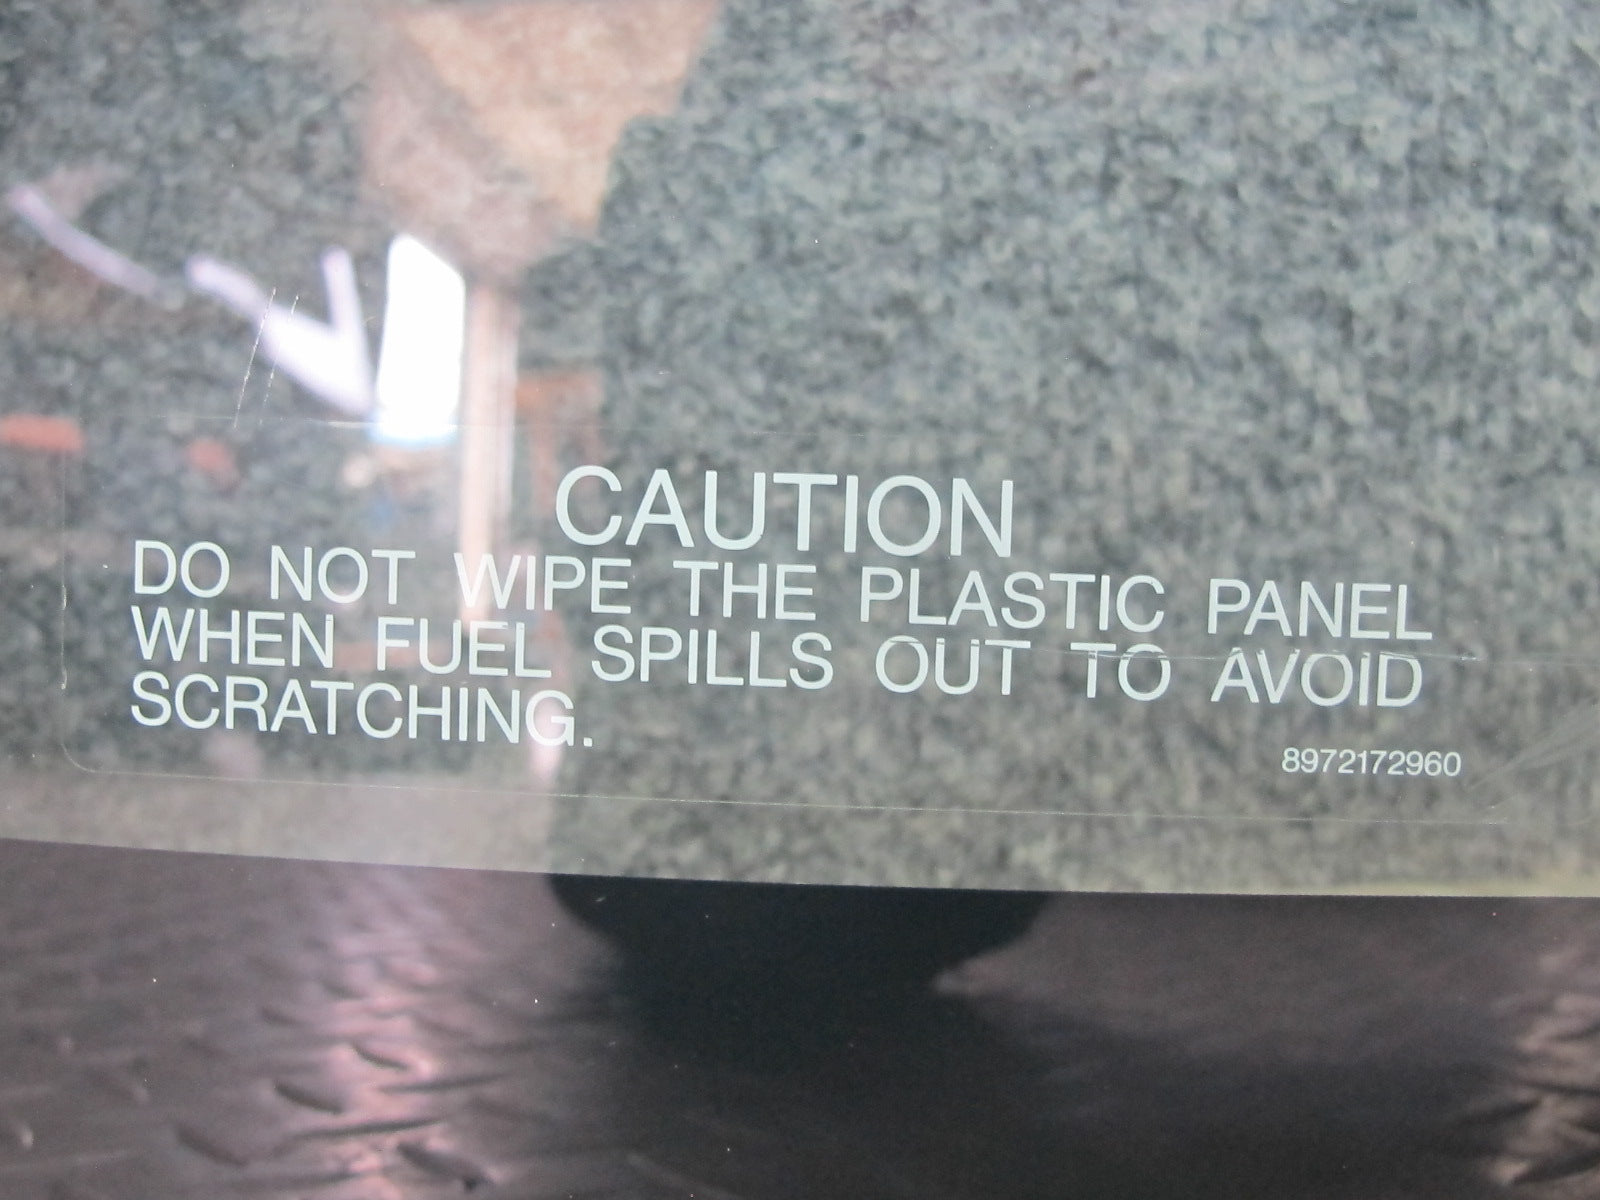 CAUTION
DO NOT WIPE THE PLASTIC PANEL
WHEN FUEL SPILLS OUT TO AVOID
SCRATCHING.
8972172960